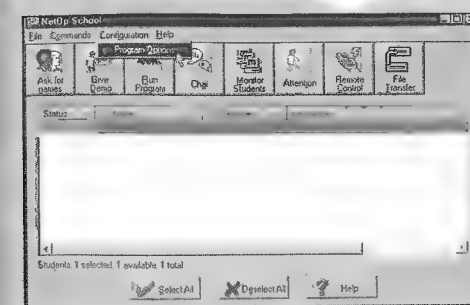 NetOp School
File Commands Configuration Help
Program Options
Ask for names
Give Demo
Run Program
Chat
Monitor Students
Attention
Remote Control
File Transfer
Status
Students: 1 selected, 1 available, 1 total
Select All
Deselect All
Help